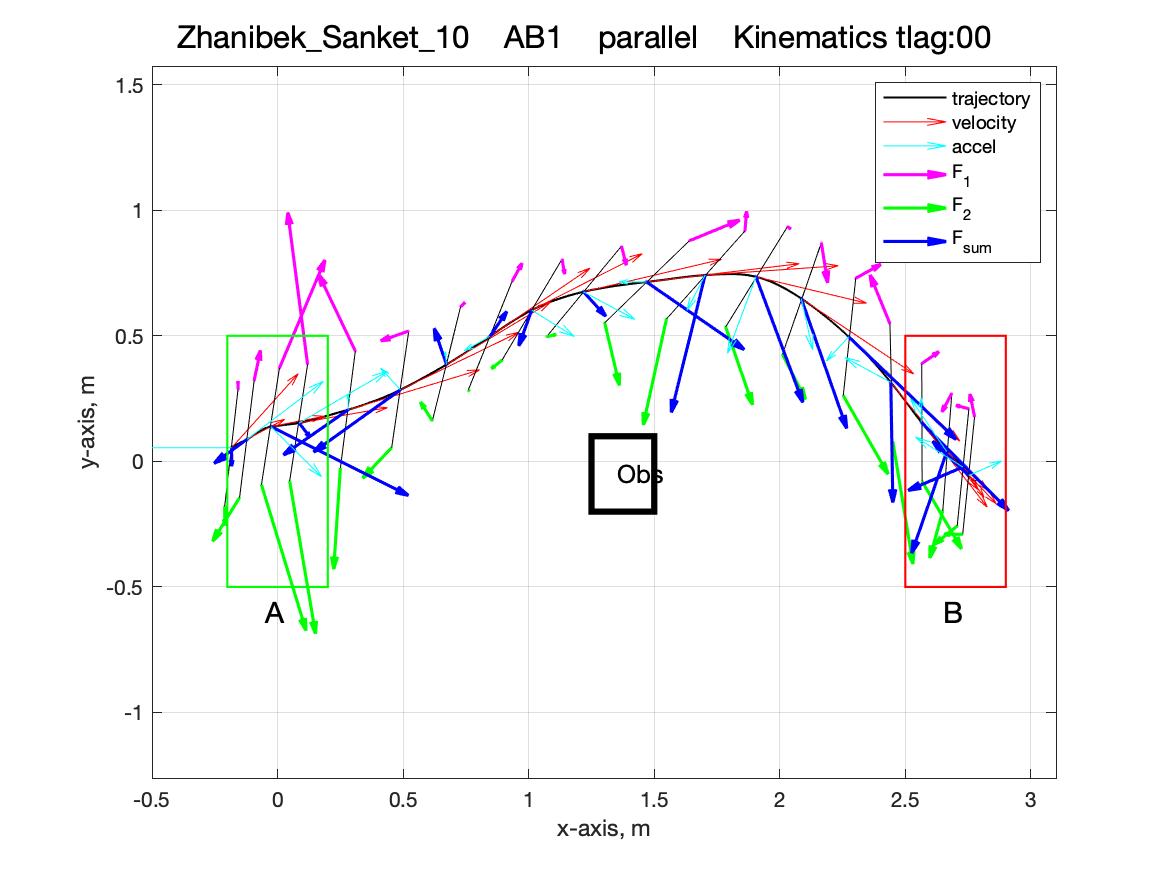 Zhanibek_Sanket_10 AB1 parallel Kinematics tlag:00
trajectory
velocity
accel
F1
F2
Fsum
1.5
1
0.5
0
-0.5
-1
y-axis, m
Obs
A
B
-0.5 0 0.5 1 1.5 2 2.5 3
x-axis, m